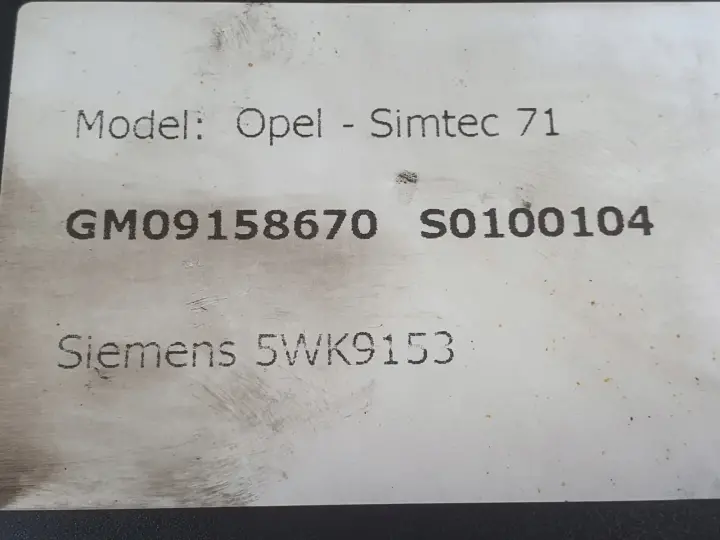 Model: Opel - Simtec 71
GM09158670 S0100104
Siemens 5WK9153